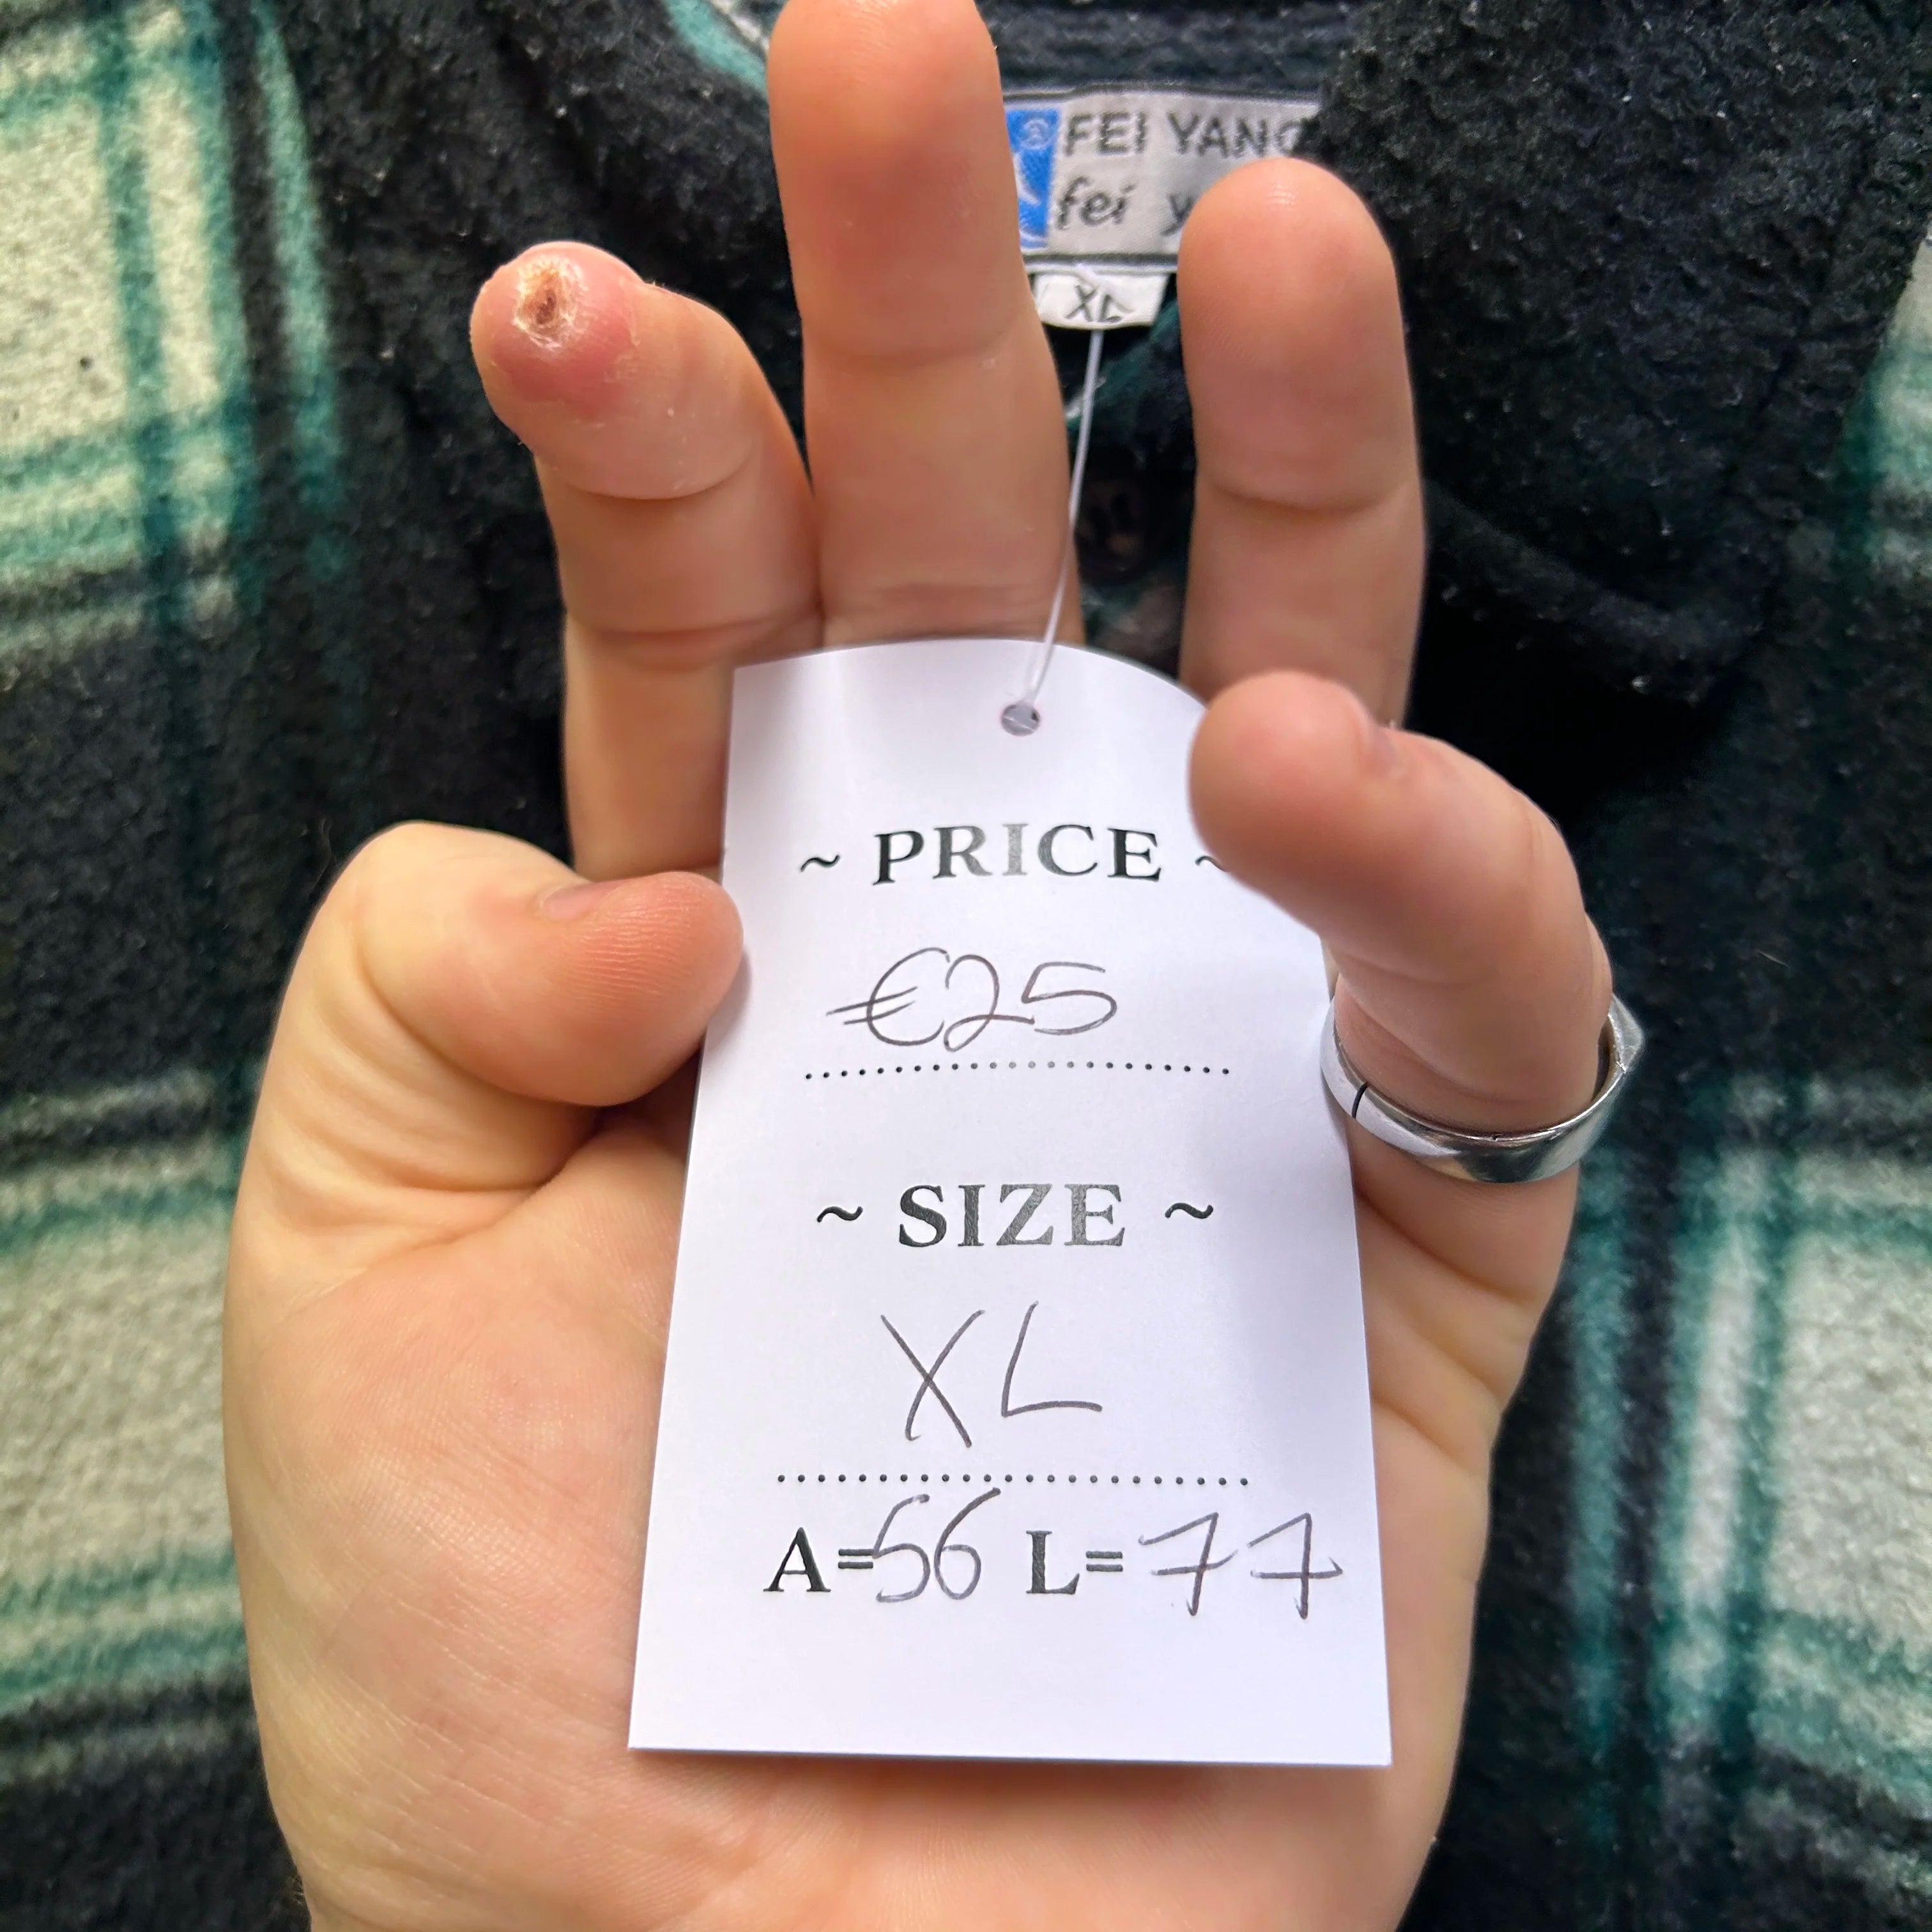 FEI YANG
fei
XL
~ PRICE ~
€25
~ SIZE ~
XL
A=56 L=77